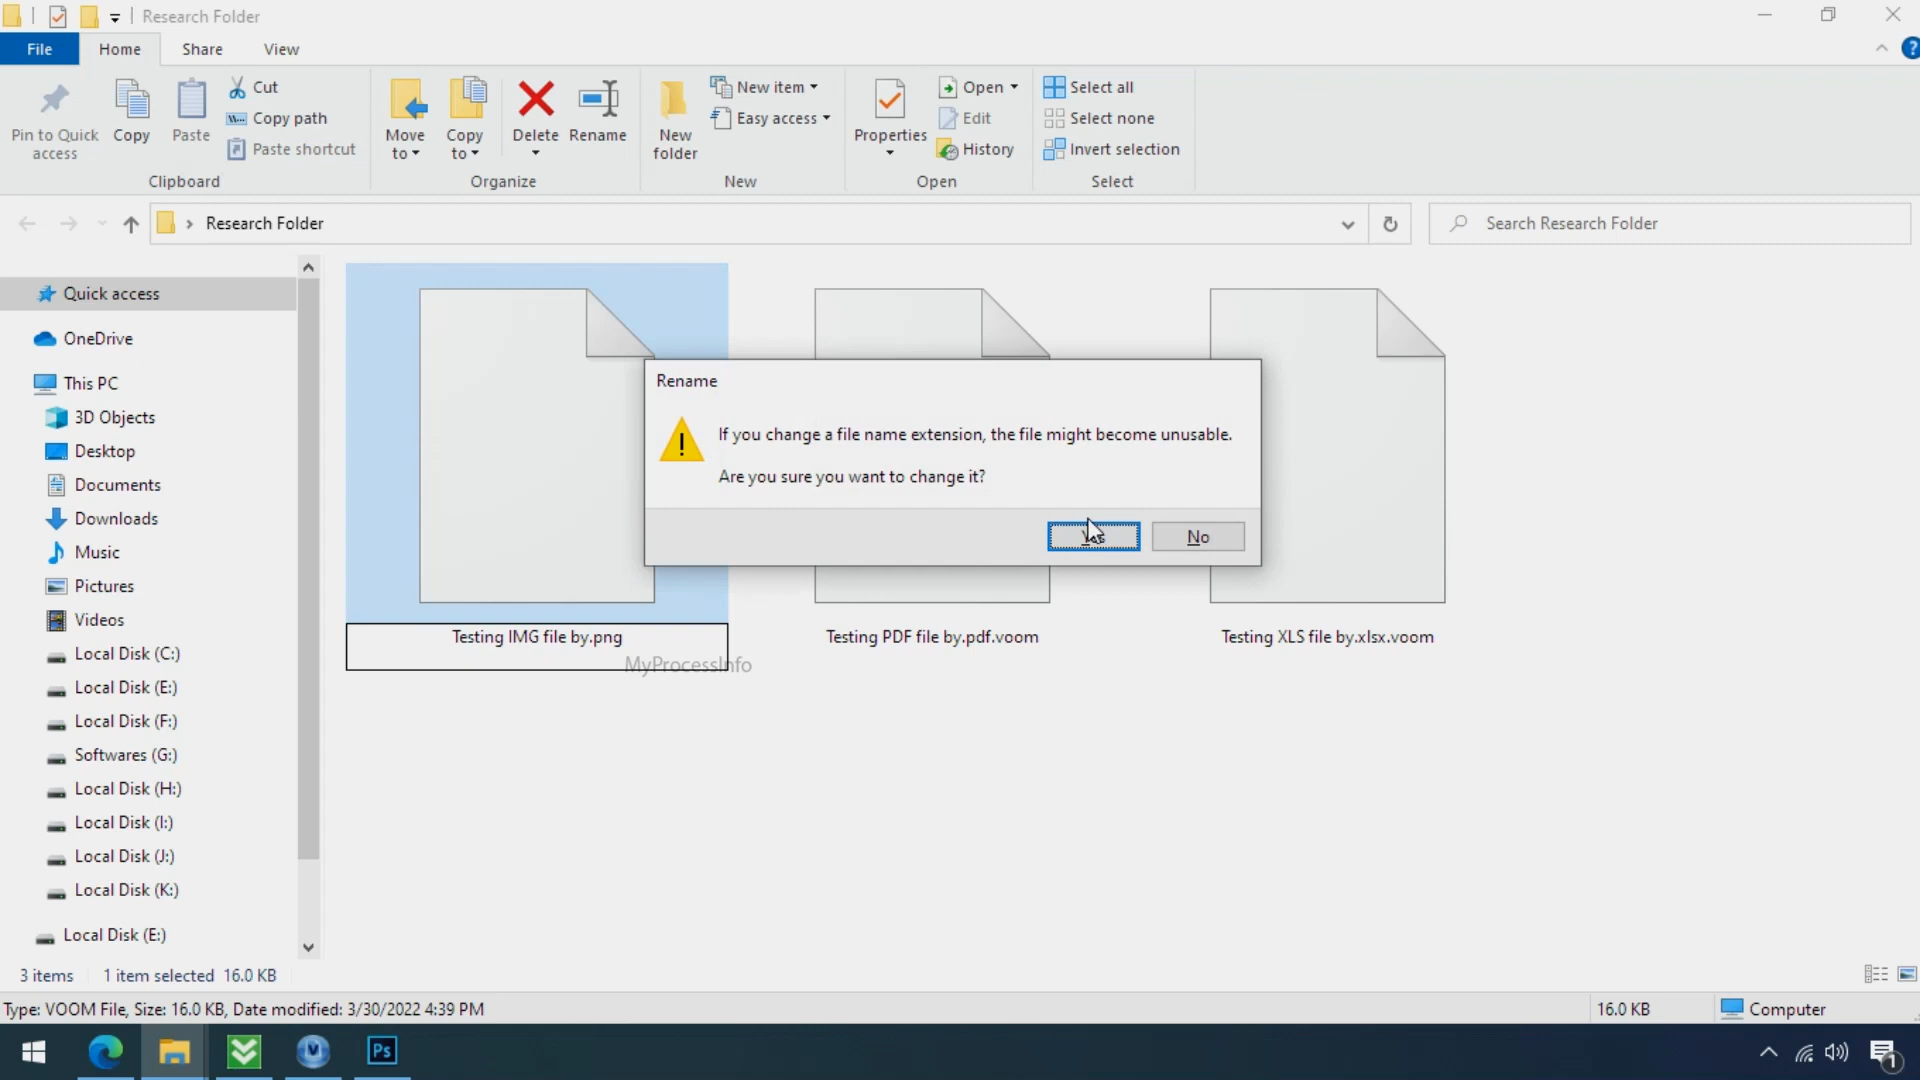 Research Folder
File Home Share View
Pin to Quick access
Copy
Paste
Cut
Copy path
Paste shortcut
Clipboard
Move to
Copy to
Delete
Rename
Organize
New folder
New item
Easy access
New
Properties
Open
Edit
History
Open
Select all
Select none
Invert selection
Select
Research Folder
Search Research Folder
Quick access
OneDrive
This PC
3D Objects
Desktop
Documents
Downloads
Music
Pictures
Videos
Local Disk (C:)
Local Disk (E:)
Local Disk (F:)
Softwares (G:)
Local Disk (H:)
Local Disk (I:)
Local Disk (J:)
Local Disk (K:)
Local Disk (E:)
Rename
If you change a file name extension, the file might become unusable.
Are you sure you want to change it?
Yes No
Testing IMG file by.png
Testing PDF file by.pdf.voom
Testing XLS file by.xlsx.voom
MyProcessInfo
3 items 1 item selected 16.0 KB
Type: VOOM File, Size: 16.0 KB, Date modified: 3/30/2022 4:39 PM
16.0 KB
Computer
Ps
1